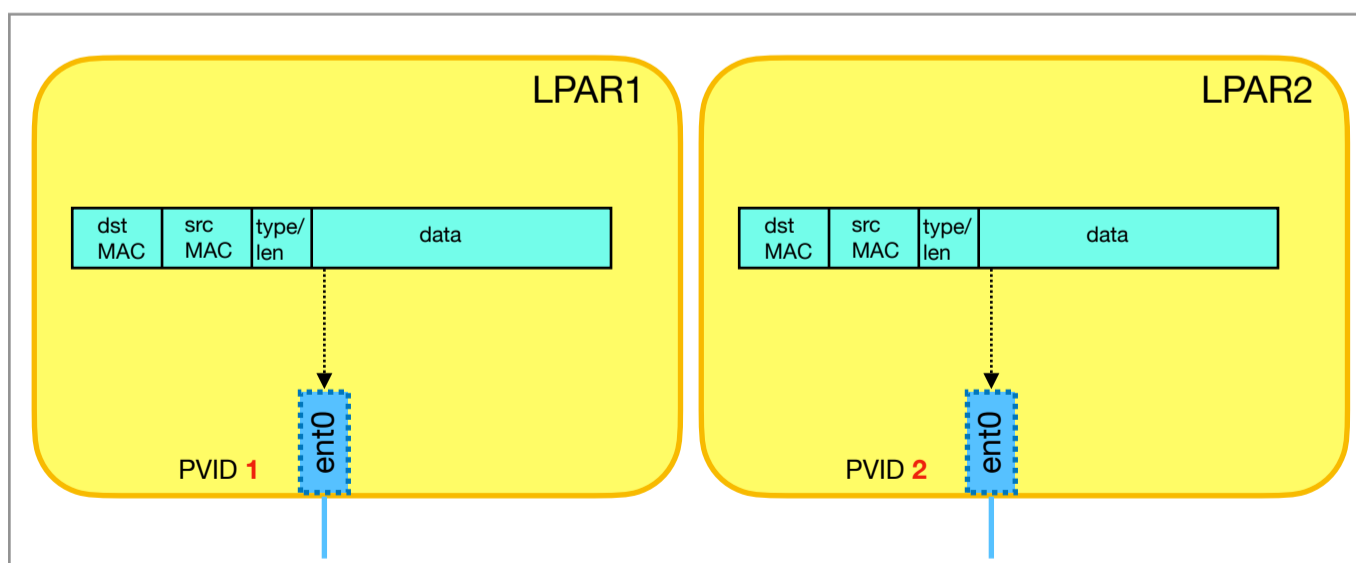 LPAR1
dst
MAC
src
MAC
type/
len
data
ent0
PVID 1
LPAR2
dst
MAC
src
MAC
type/
len
data
ent0
PVID 2